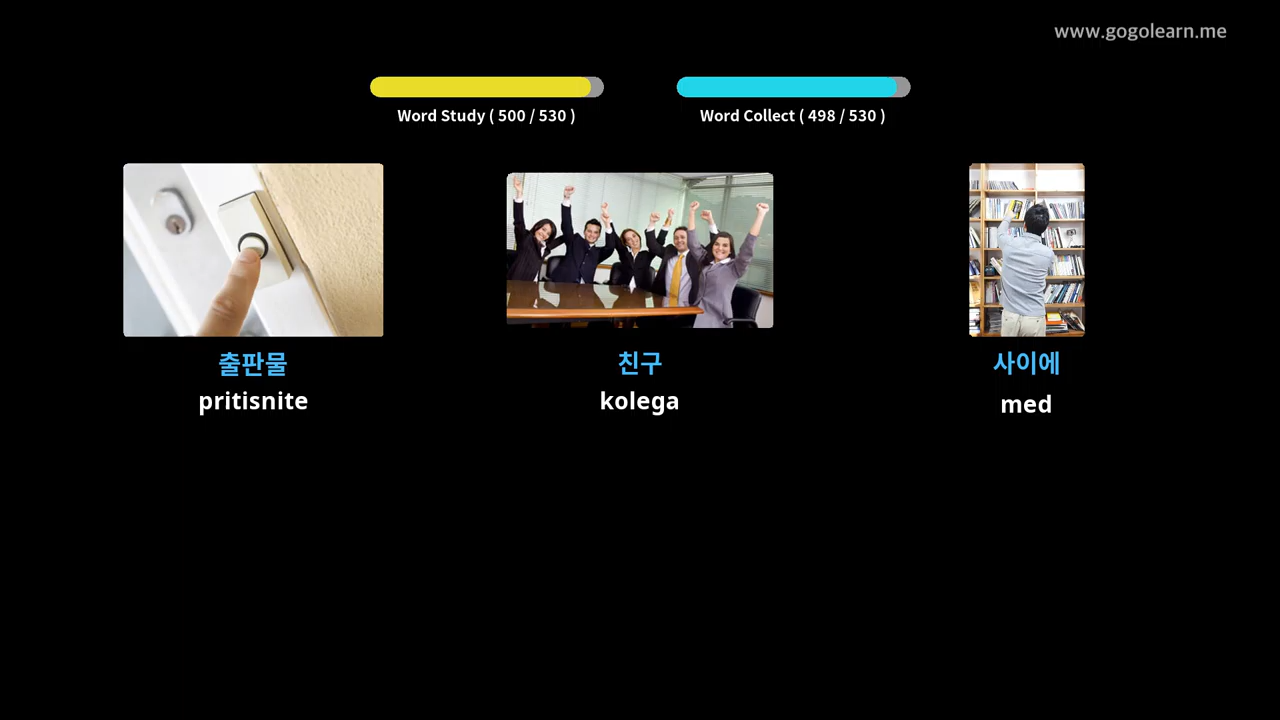 www.gogolearn.me
Word Study ( 500 / 530 )
Word Collect ( 498 / 530 )
출판물
친구
사이에
pritisnite
kolega
med